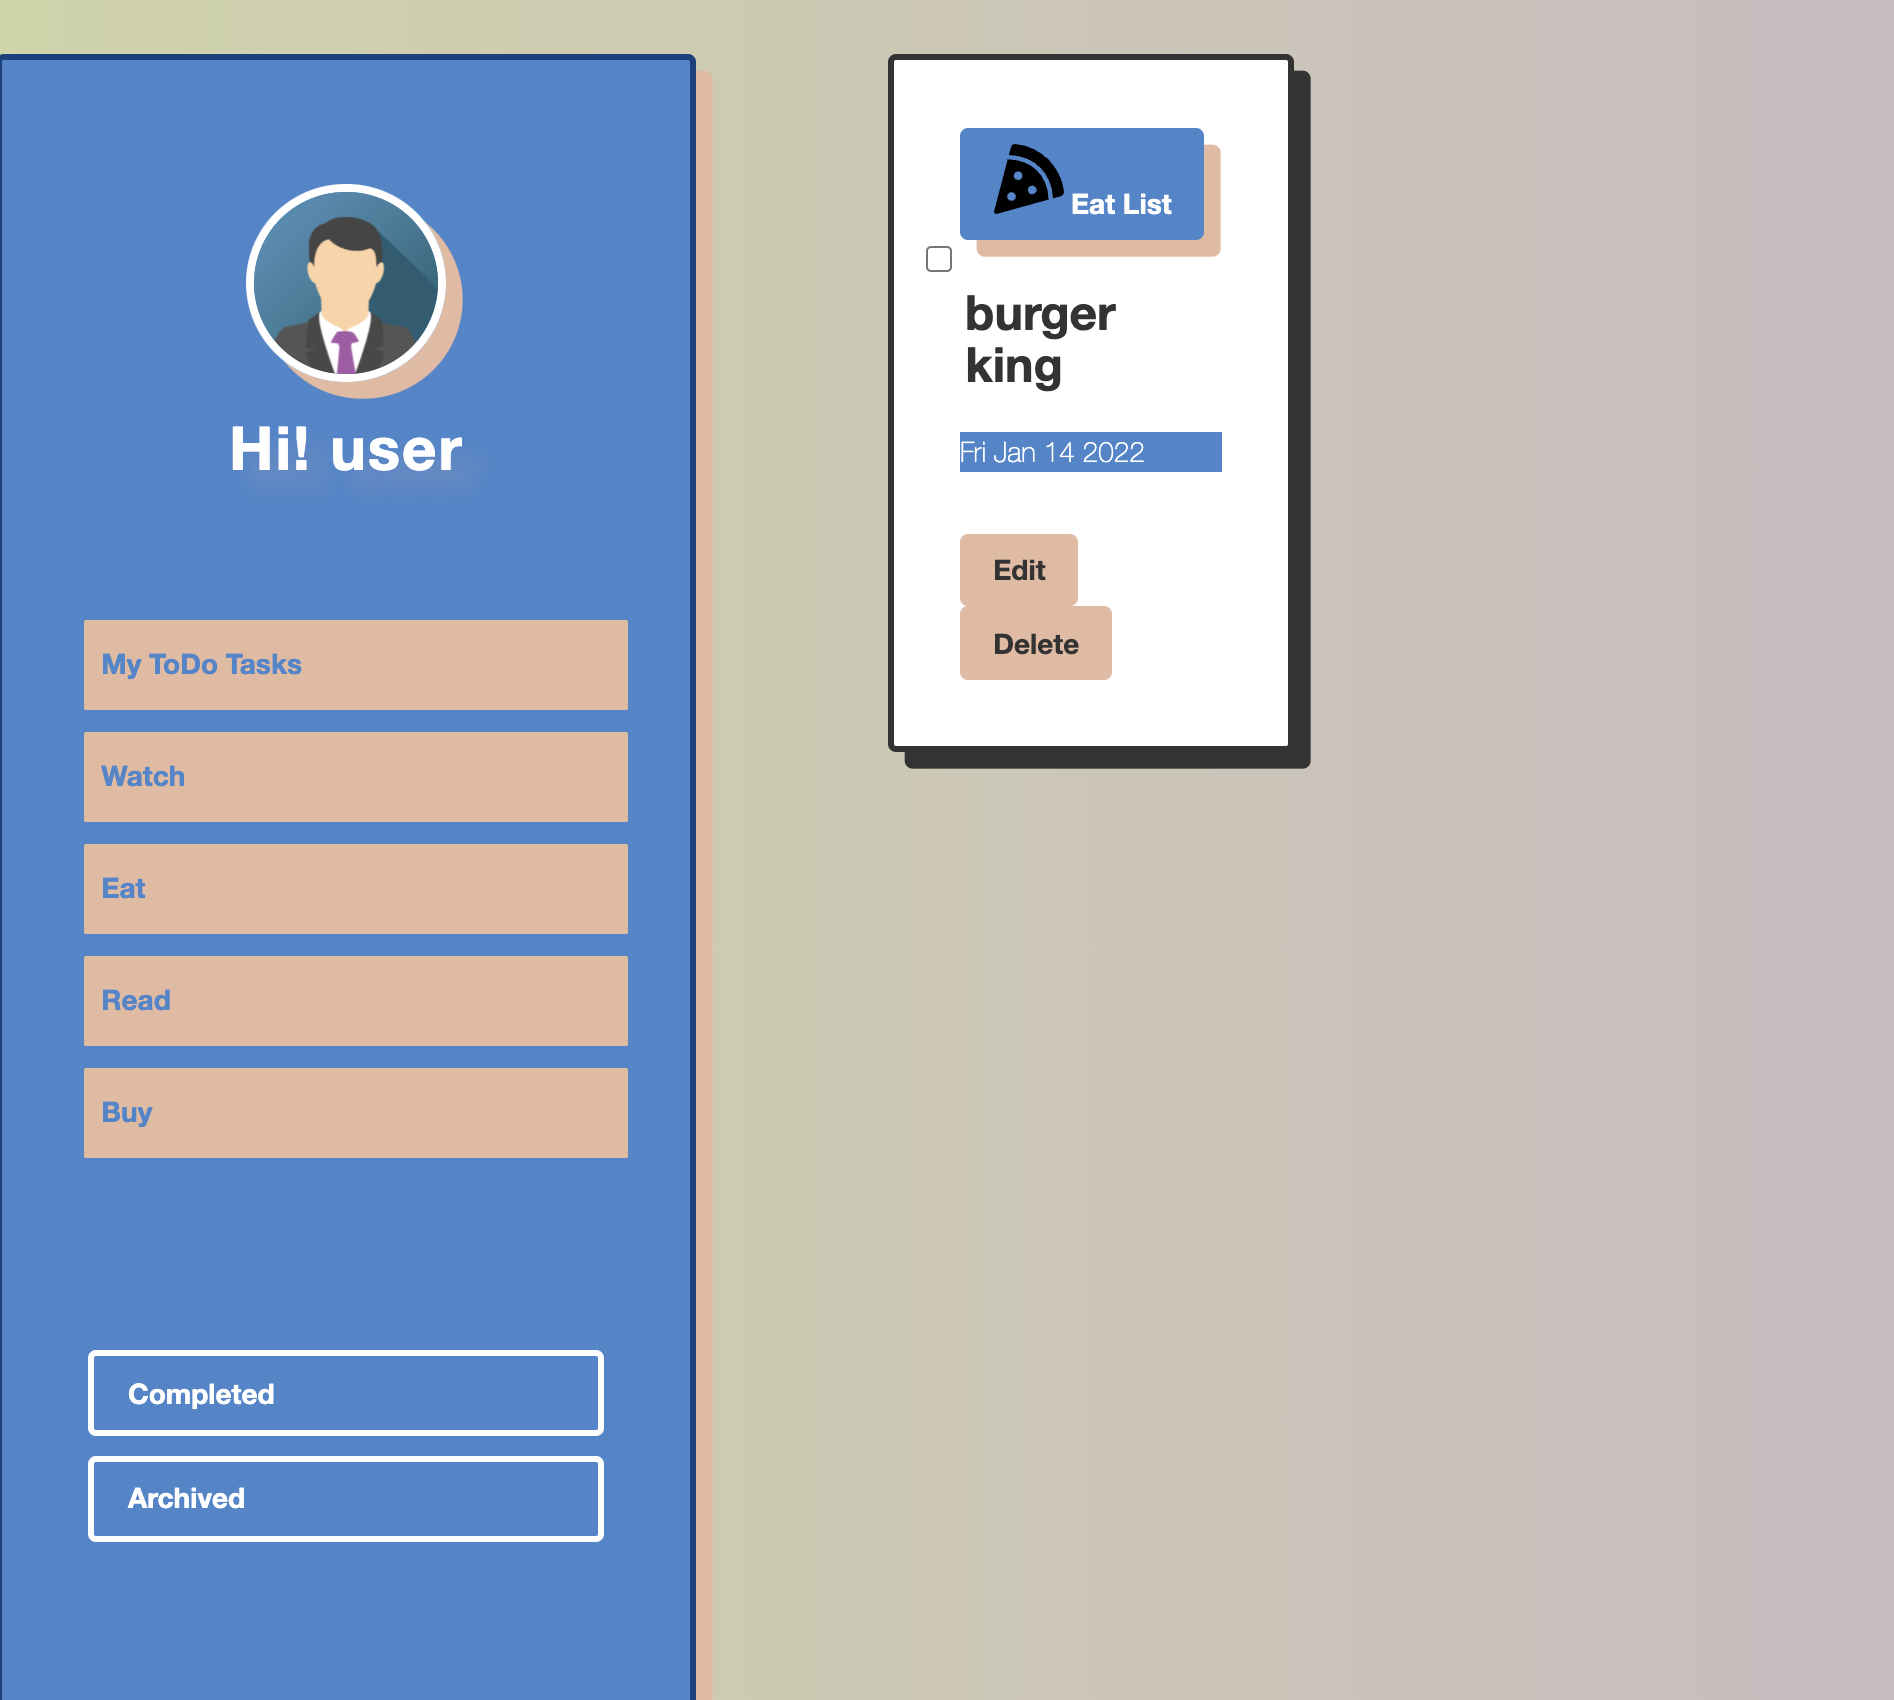 Hi! user
My ToDo Tasks
Watch
Eat
Read
Buy
Completed
Archived
Eat List
burger
king
Fri Jan 14 2022
Edit
Delete